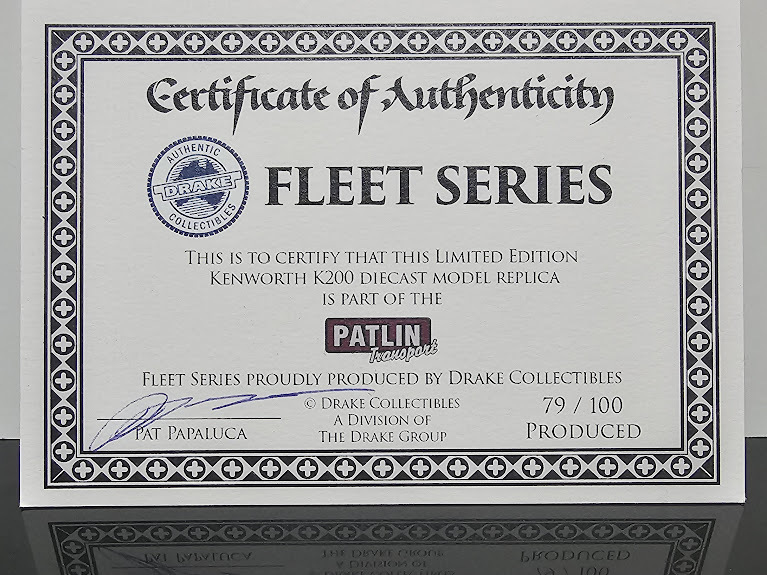 Certificate of Authenticity
AUTHENTIC
DRAKE
COLLECTIBLES
FLEET SERIES
THIS IS TO CERTIFY THAT THIS LIMITED EDITION
KENWORTH K200 DIECAST MODEL REPLICA
IS PART OF THE
PATLIN
Transport
FLEET SERIES PROUDLY PRODUCED BY DRAKE COLLECTIBLES
PAT PAPALUCA
© DRAKE COLLECTIBLES
A DIVISION OF
THE DRAKE GROUP
79 / 100
PRODUCED